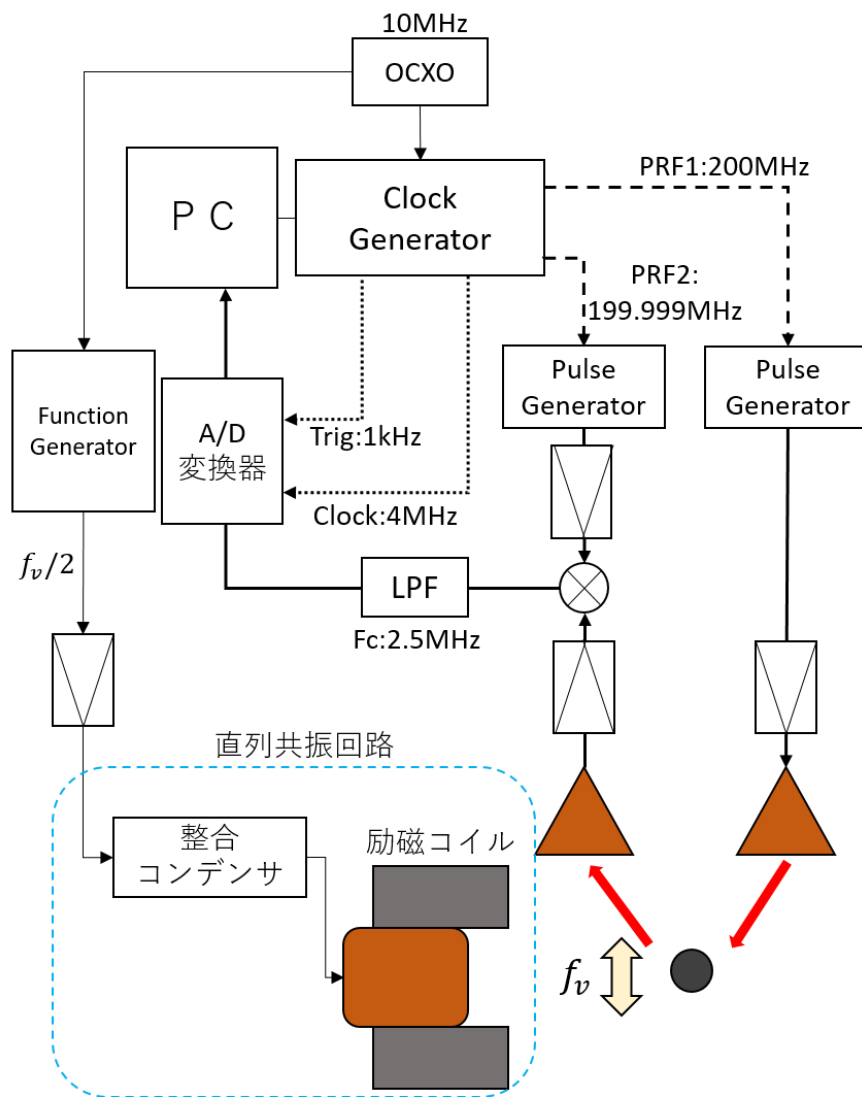 10MHz
OCXO
ＰＣ
Clock
Generator
PRF1:200MHz
PRF2:
199.999MHz
Pulse
Generator
Pulse
Generator
Function
Generator
A/D
変換器
Trig:1kHz
Clock:4MHz
f_v/2
LPF
Fc:2.5MHz
直列共振回路
整合
コンデンサ
励磁コイル
f_v